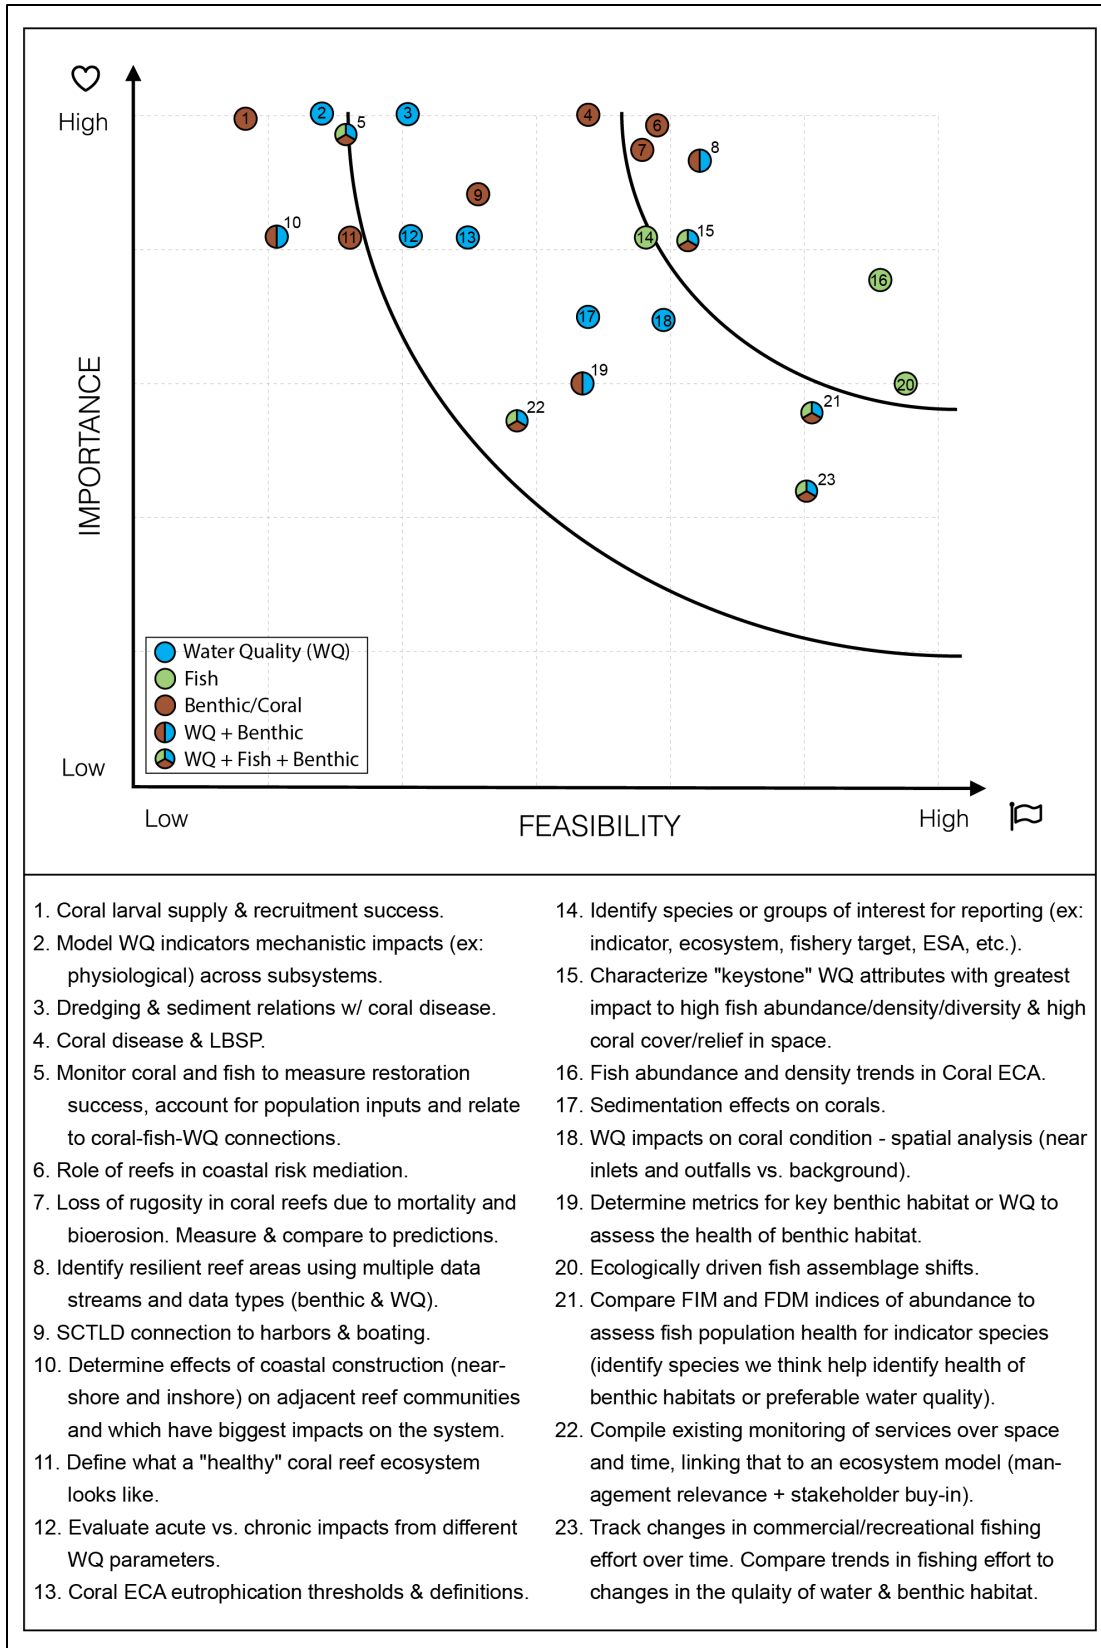 High
1
2
3
4
5
6
7
8
9
10
11
12
13
14
15
16
17
18
19
20
21
22
23
IMPORTANCE
Water Quality (WQ)
Fish
Benthic/Coral
WQ + Benthic
WQ + Fish + Benthic
Low
Low
FEASIBILITY
High
1. Coral larval supply & recruitment success.
2. Model WQ indicators mechanistic impacts (ex:
physiological) across subsystems.
3. Dredging & sediment relations w/ coral disease.
4. Coral disease & LBSP.
5. Monitor coral and fish to measure restoration
success, account for population inputs and relate
to coral-fish-WQ connections.
6. Role of reefs in coastal risk mediation.
7. Loss of rugosity in coral reefs due to mortality and
bioerosion. Measure & compare to predictions.
8. Identify resilient reef areas using multiple data
streams and data types (benthic & WQ).
9. SCTLD connection to harbors & boating.
10. Determine effects of coastal construction (near-
shore and inshore) on adjacent reef communities
and which have biggest impacts on the system.
11. Define what a "healthy" coral reef ecosystem
looks like.
12. Evaluate acute vs. chronic impacts from different
WQ parameters.
13. Coral ECA eutrophication thresholds & definitions.
14. Identify species or groups of interest for reporting (ex:
indicator, ecosystem, fishery target, ESA, etc.).
15. Characterize "keystone" WQ attributes with greatest
impact to high fish abundance/density/diversity & high
coral cover/relief in space.
16. Fish abundance and density trends in Coral ECA.
17. Sedimentation effects on corals.
18. WQ impacts on coral condition - spatial analysis (near
inlets and outfalls vs. background).
19. Determine metrics for key benthic habitat or WQ to
assess the health of benthic habitat.
20. Ecologically driven fish assemblage shifts.
21. Compare FIM and FDM indices of abundance to
assess fish population health for indicator species
(identify species we think help identify health of
benthic habitats or preferable water quality).
22. Compile existing monitoring of services over space
and time, linking that to an ecosystem model (man-
agement relevance + stakeholder buy-in).
23. Track changes in commercial/recreational fishing
effort over time. Compare trends in fishing effort to
changes in the qulaity of water & benthic habitat.